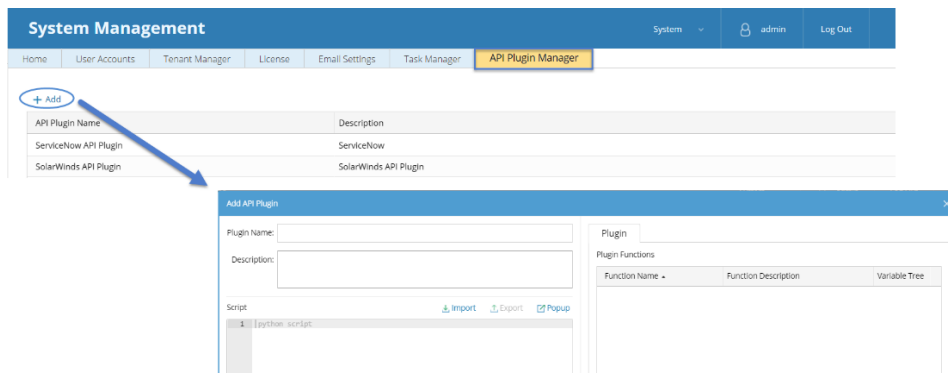 System Management
System
admin
Log Out
Home
User Accounts
Tenant Manager
License
Email Settings
Task Manager
API Plugin Manager
+ Add
API Plugin Name
Description
ServiceNow API Plugin
ServiceNow
SolarWinds API Plugin
SolarWinds API Plugin
Add API Plugin
Plugin Name:
Description:
Script
Import
Export
Popup
1 python script
Plugin
Plugin Functions
Function Name
Function Description
Variable Tree